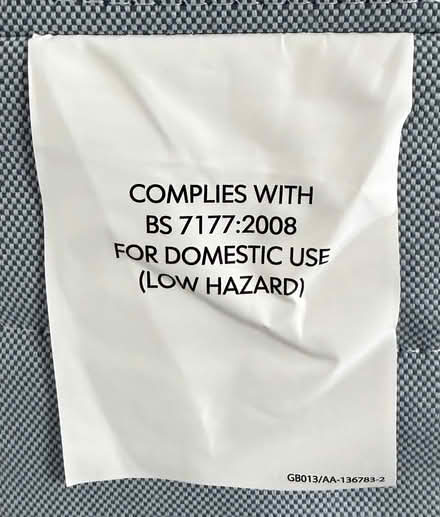 COMPLIES WITH
BS 7177:2008
FOR DOMESTIC USE
(LOW HAZARD)
GB013/AA-136783-2